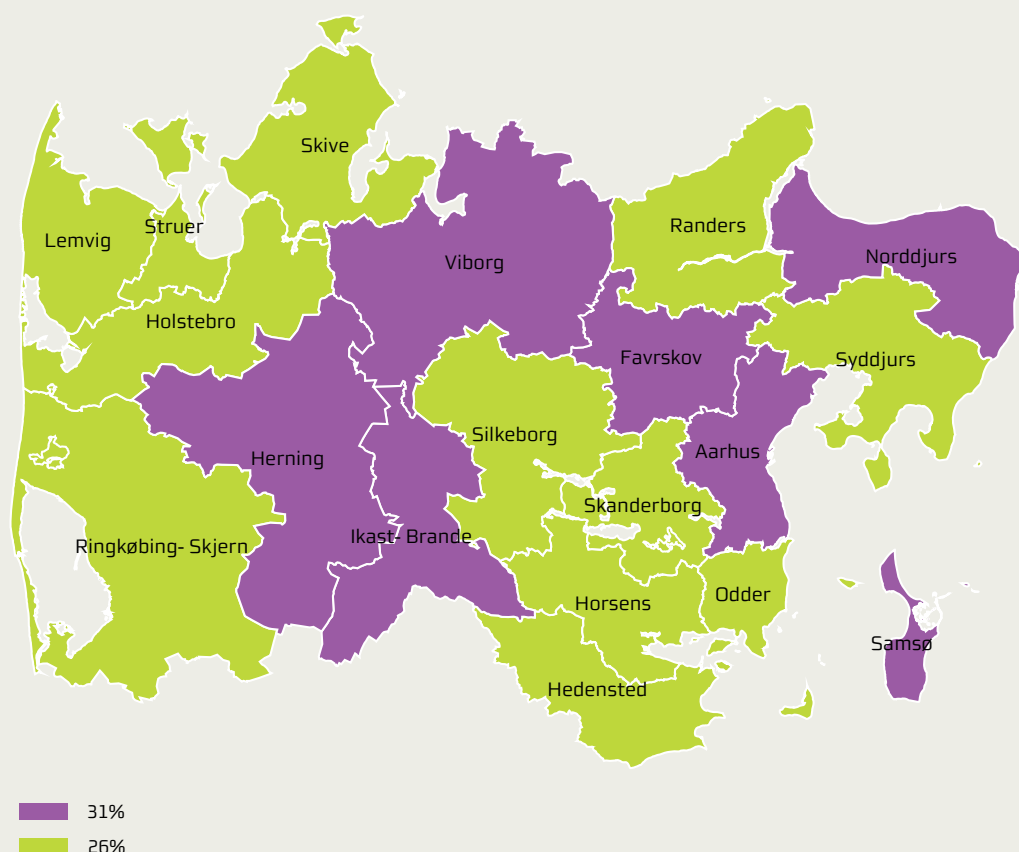 Skive
Struer
Randers
Lemvig
Norddjurs
Viborg
Holstebro
Favrskov
Syddjurs
Silkeborg
Aarhus
Herning
Skanderborg
Ikast- Brande
Ringkøbing- Skjern
Odder
Horsens
Samsø
Hedensted
31%
26%